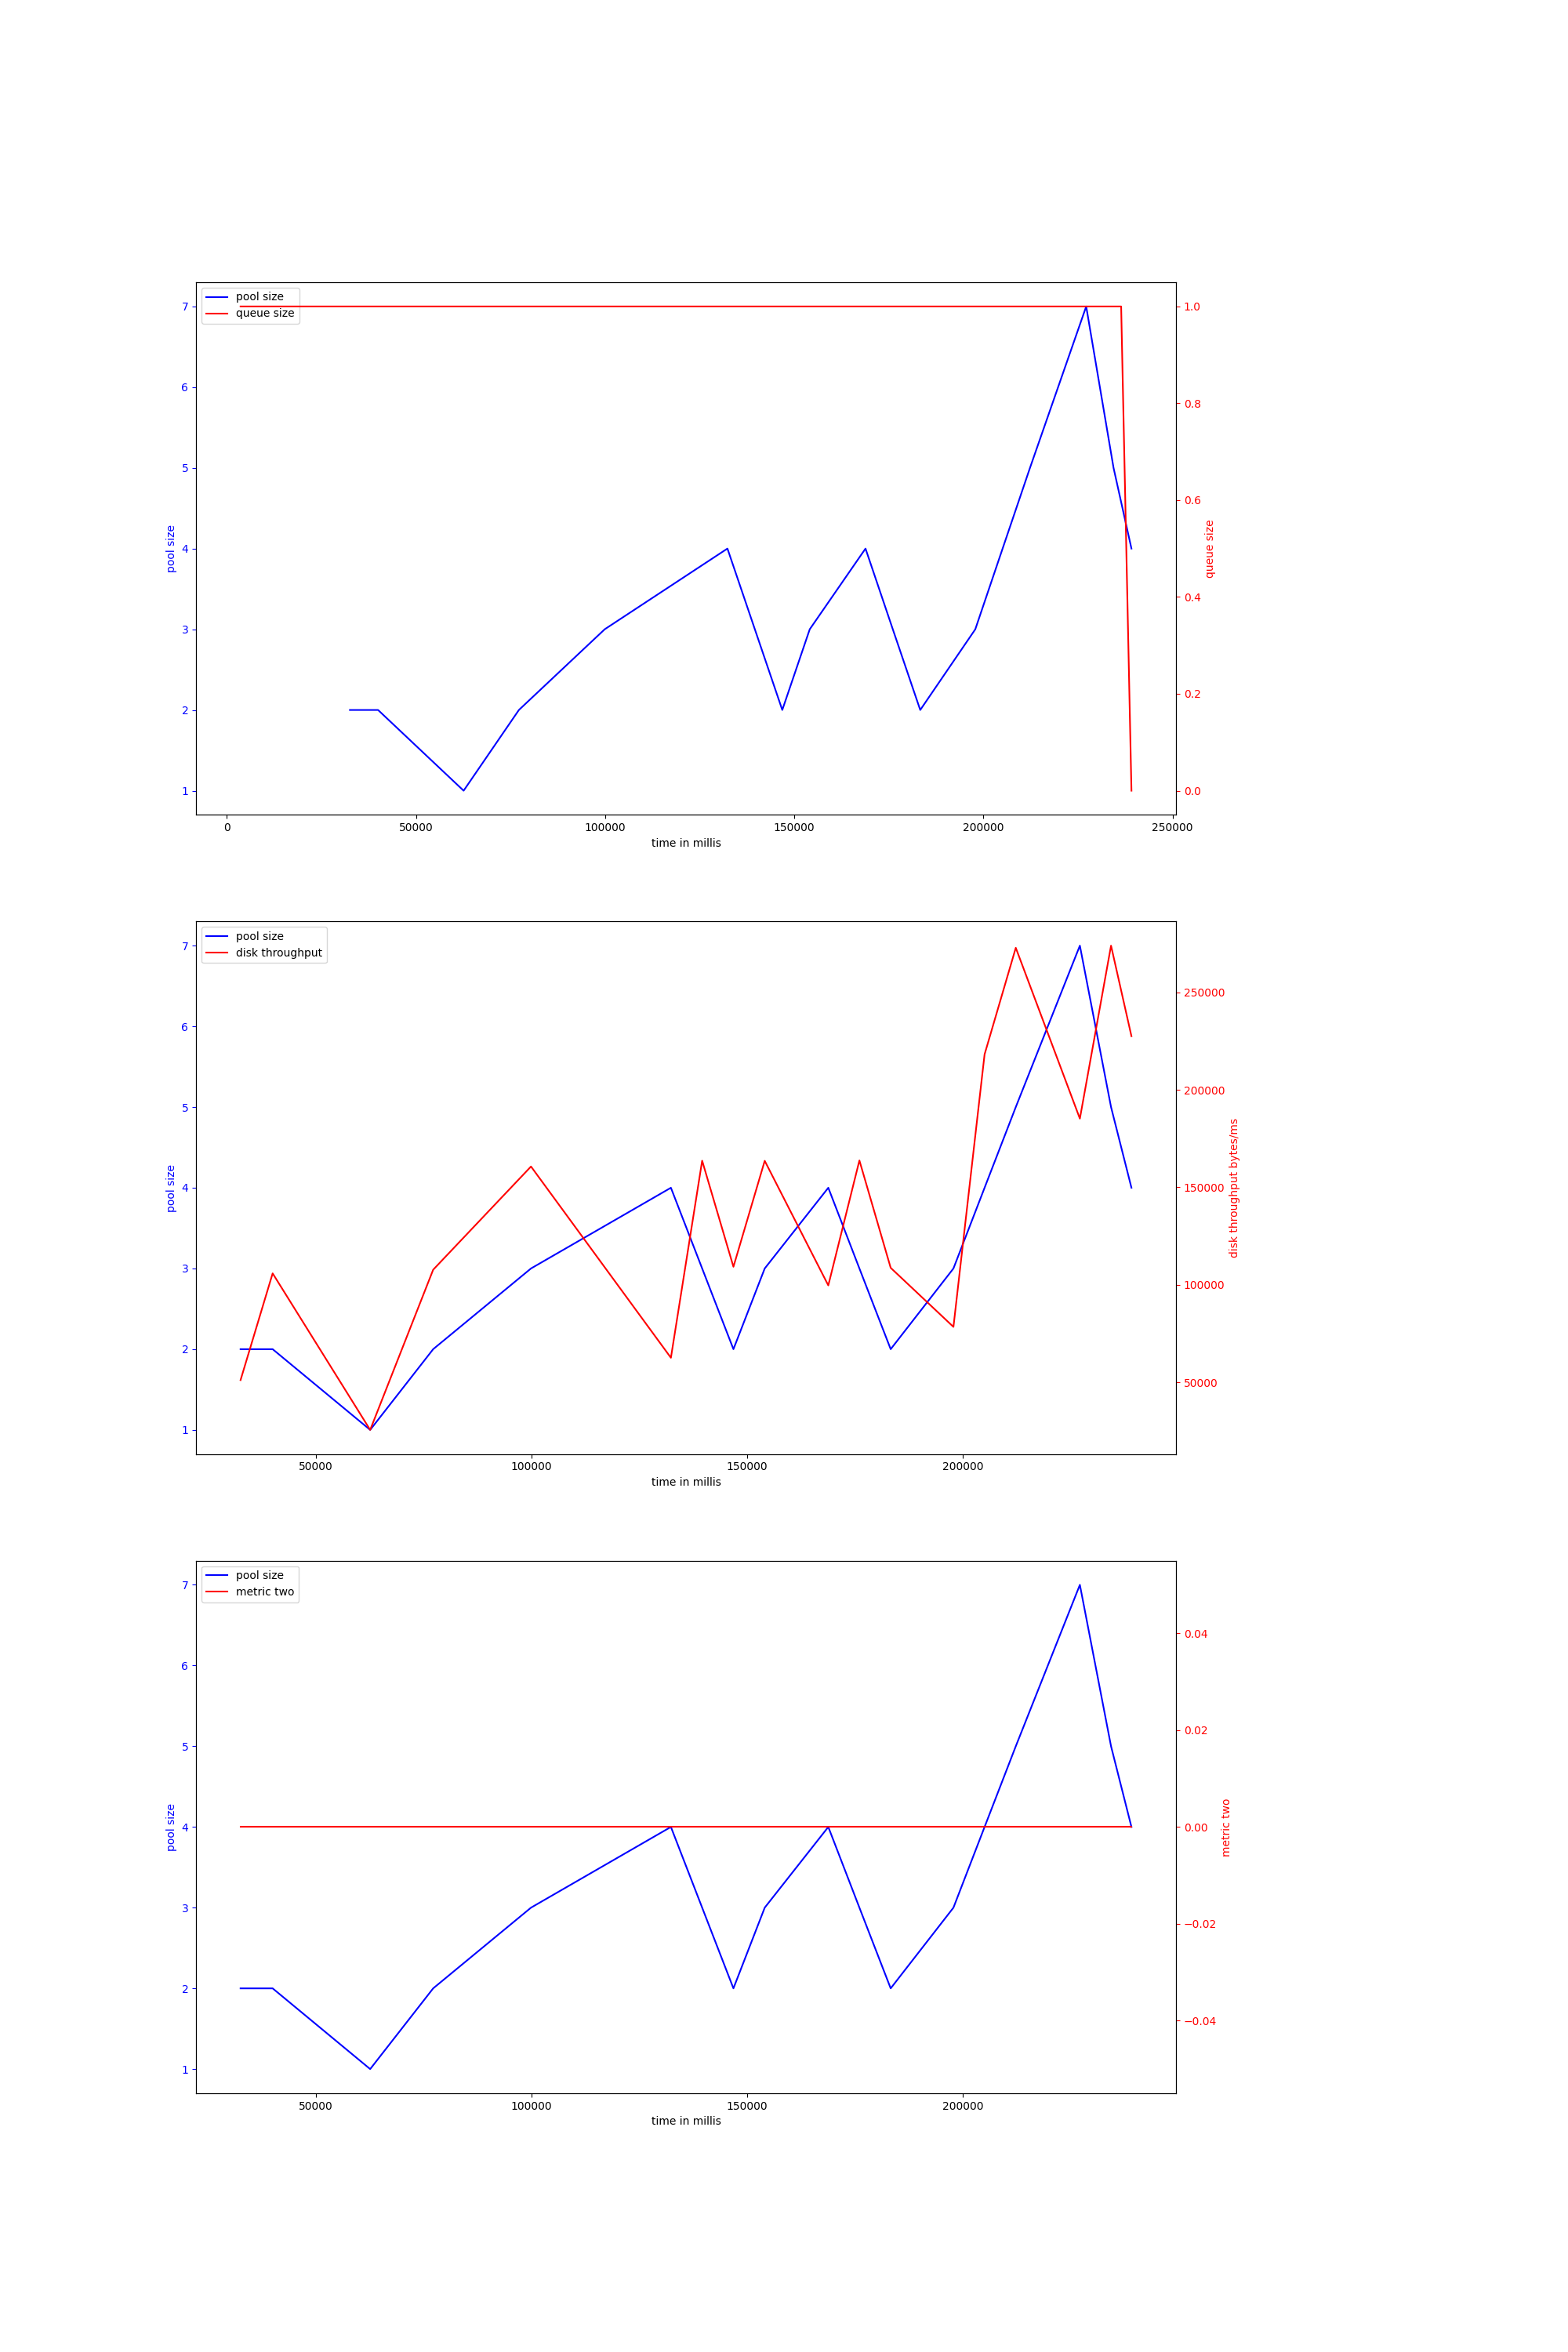 pool size
queue size
7
6
5
4
3
2
1
pool size
1.0
0.8
0.6
0.4
0.2
0.0
queue size
0 50000 100000 150000 200000 250000
time in millis
pool size
disk throughput
7
6
5
4
3
2
1
pool size
250000
200000
150000
100000
50000
disk throughput bytes/ms
50000 100000 150000 200000
time in millis
pool size
metric two
7
6
5
4
3
2
1
pool size
0.04
0.02
0.00
−0.02
−0.04
metric two
50000 100000 150000 200000
time in millis